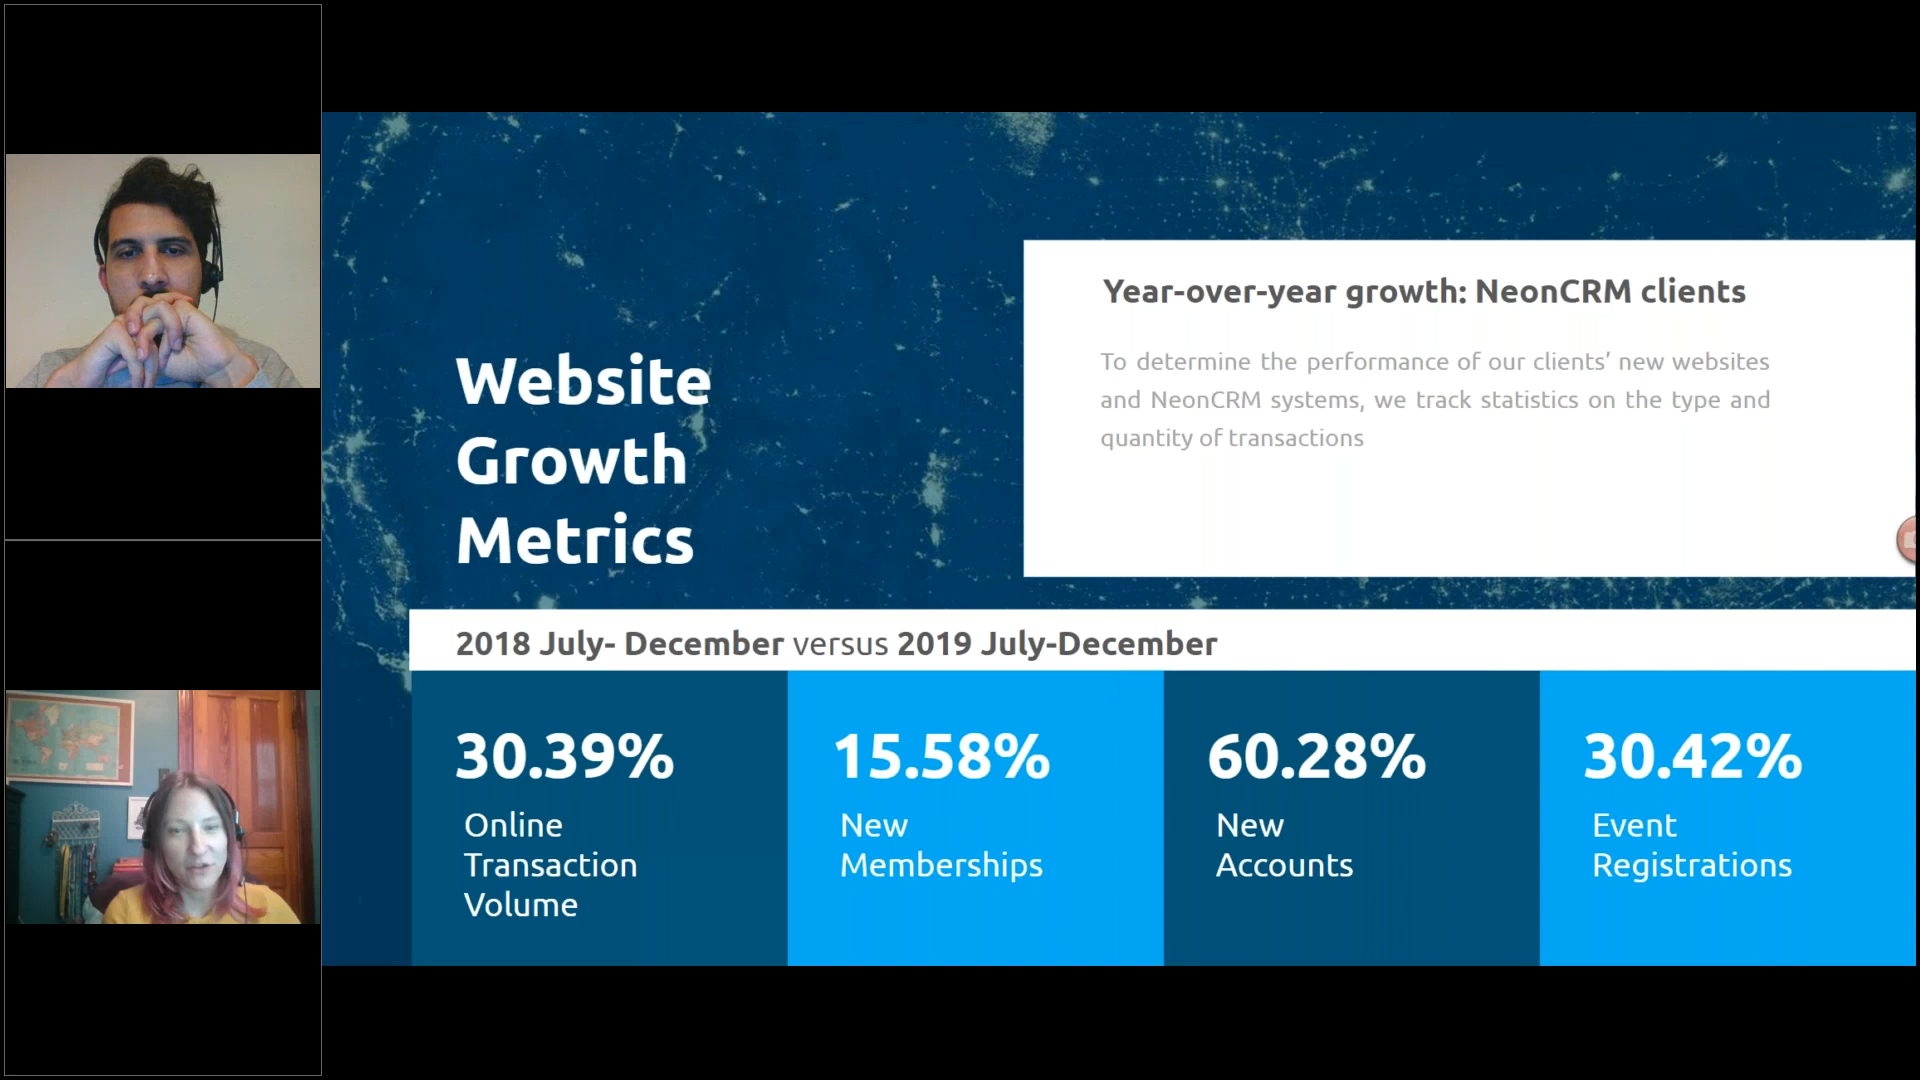 Website
Growth
Metrics
Year-over-year growth: NeonCRM clients
To determine the performance of our clients’ new websites
and NeonCRM systems, we track statistics on the type and
quantity of transactions
2018 July- December versus 2019 July-December
30.39%
Online
Transaction
Volume
15.58%
New
Memberships
60.28%
New
Accounts
30.42%
Event
Registrations